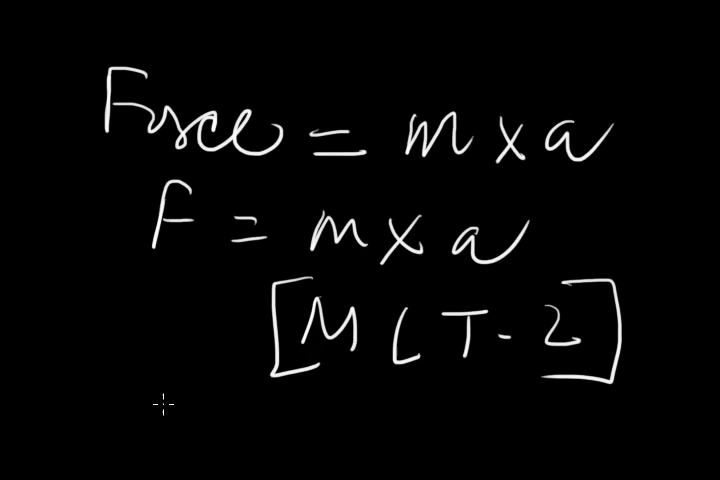 Force = m x a
F = m x a
[M L T - 2]